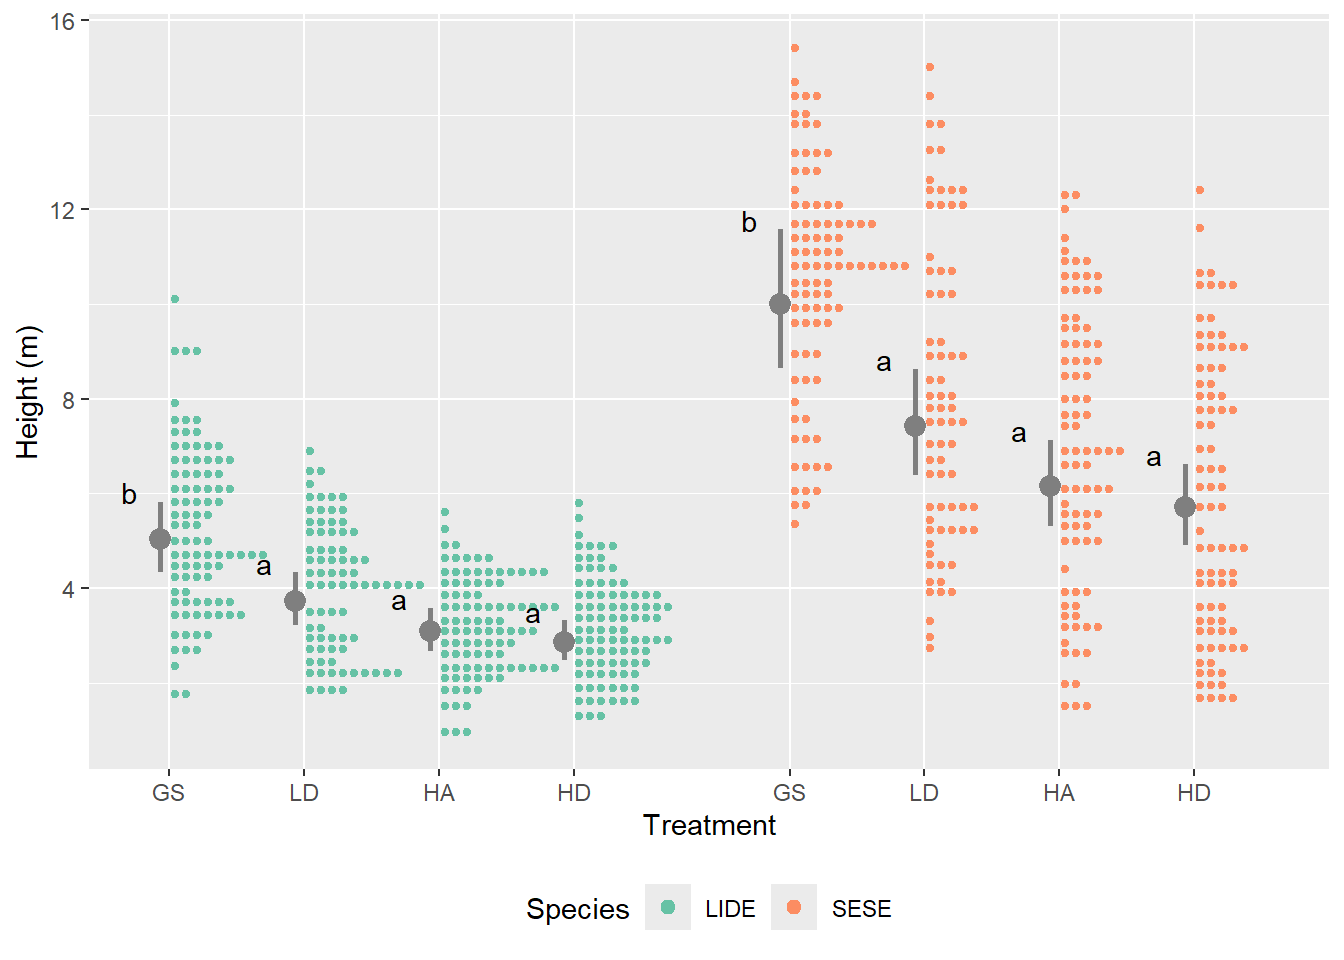 16
12
8
4
Height (m)
b
a
a
a
b
a
a
a
GS LD HA HD GS LD HA HD
Treatment
Species LIDE SESE